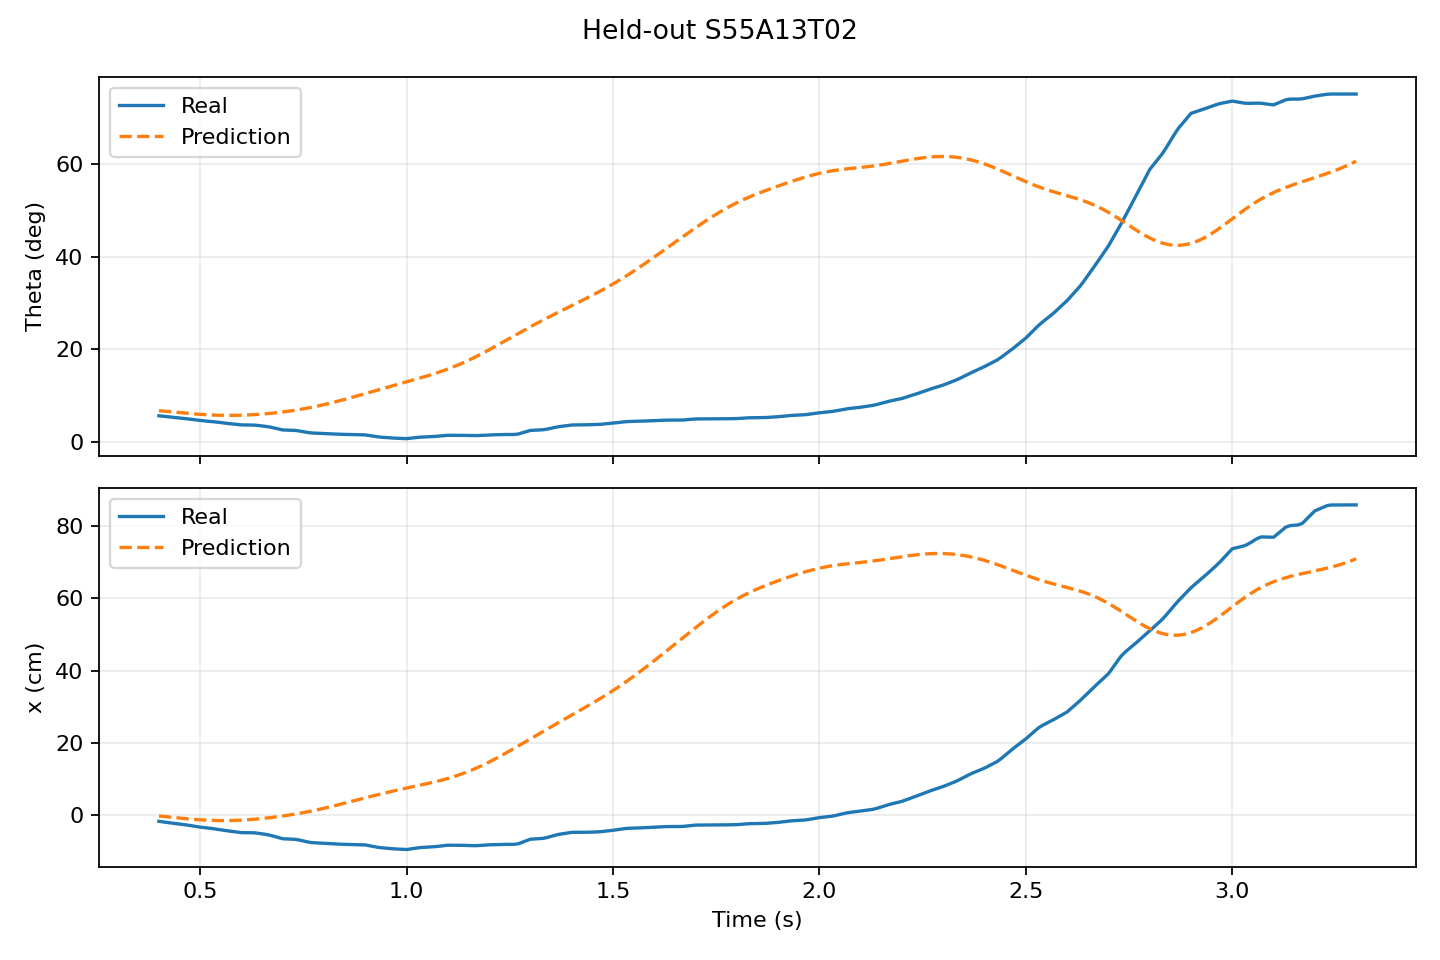 Held-out S55A13T02
Real
Prediction
60
40
20
0
Theta (deg)
Real
Prediction
80
60
40
20
0
x (cm)
0.5 1.0 1.5 2.0 2.5 3.0
Time (s)